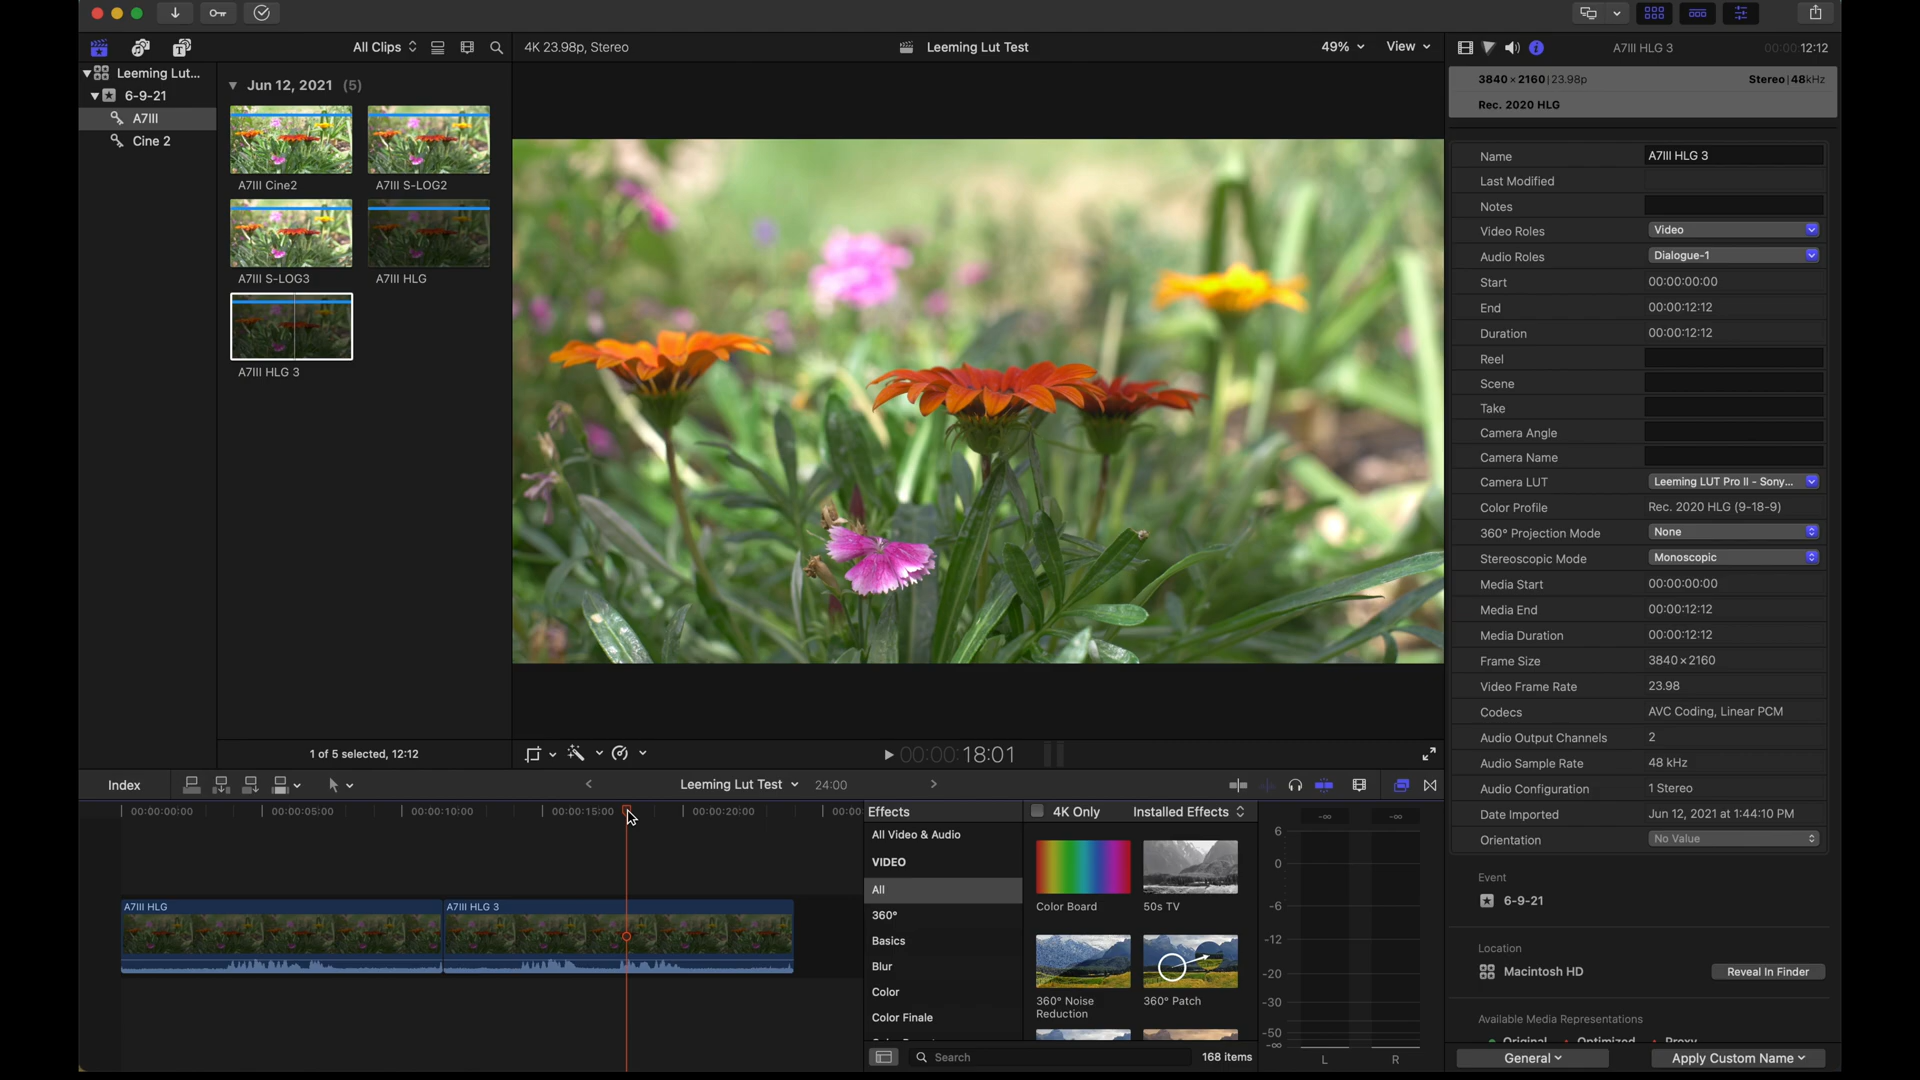 All Clips
4K 23.98p, Stereo
Leeming Lut Test
49%
View
A7III HLG 3
00:00:12:12
Leeming Lut...
6-9-21
A7III
Cine 2
Jun 12, 2021 (5)
A7III Cine2
A7III S-LOG2
A7III S-LOG3
A7III HLG
A7III HLG 3
1 of 5 selected, 12:12
3840 × 2160 | 23.98p
Stereo | 48kHz
Rec. 2020 HLG
Name A7III HLG 3
Last Modified
Notes
Video Roles Video
Audio Roles Dialogue-1
Start 00:00:00:00
End 00:00:12:12
Duration 00:00:12:12
Reel
Scene
Take
Camera Angle
Camera Name
Camera LUT Leeming LUT Pro II - Sony...
Color Profile Rec. 2020 HLG (9-18-9)
360° Projection Mode None
Stereoscopic Mode Monoscopic
Media Start 00:00:00:00
Media End 00:00:12:12
Media Duration 00:00:12:12
Frame Size 3840×2160
Video Frame Rate 23.98
Codecs AVC Coding, Linear PCM
Audio Output Channels 2
Audio Sample Rate 48 kHz
Audio Configuration 1 Stereo
Date Imported Jun 12, 2021 at 1:44:10 PM
Orientation No Value
Event
6-9-21
Location
Macintosh HD
Reveal In Finder
Available Media Representations
Original Optimized Proxy
General
Apply Custom Name
00:00:18:01
Index
Leeming Lut Test
24:00
00:00:00:00
00:00:05:00
00:00:10:00
00:00:15:00
00:00:20:00
00:00
A7III HLG
A7III HLG 3
Effects
4K Only
Installed Effects
All Video & Audio
VIDEO
All
360°
Basics
Blur
Color
Color Finale
Color Board
50s TV
360° Noise
Reduction
360° Patch
Search
168 items
-∞
-∞
6
0
-6
-12
-20
-30
-50
-∞
L
R